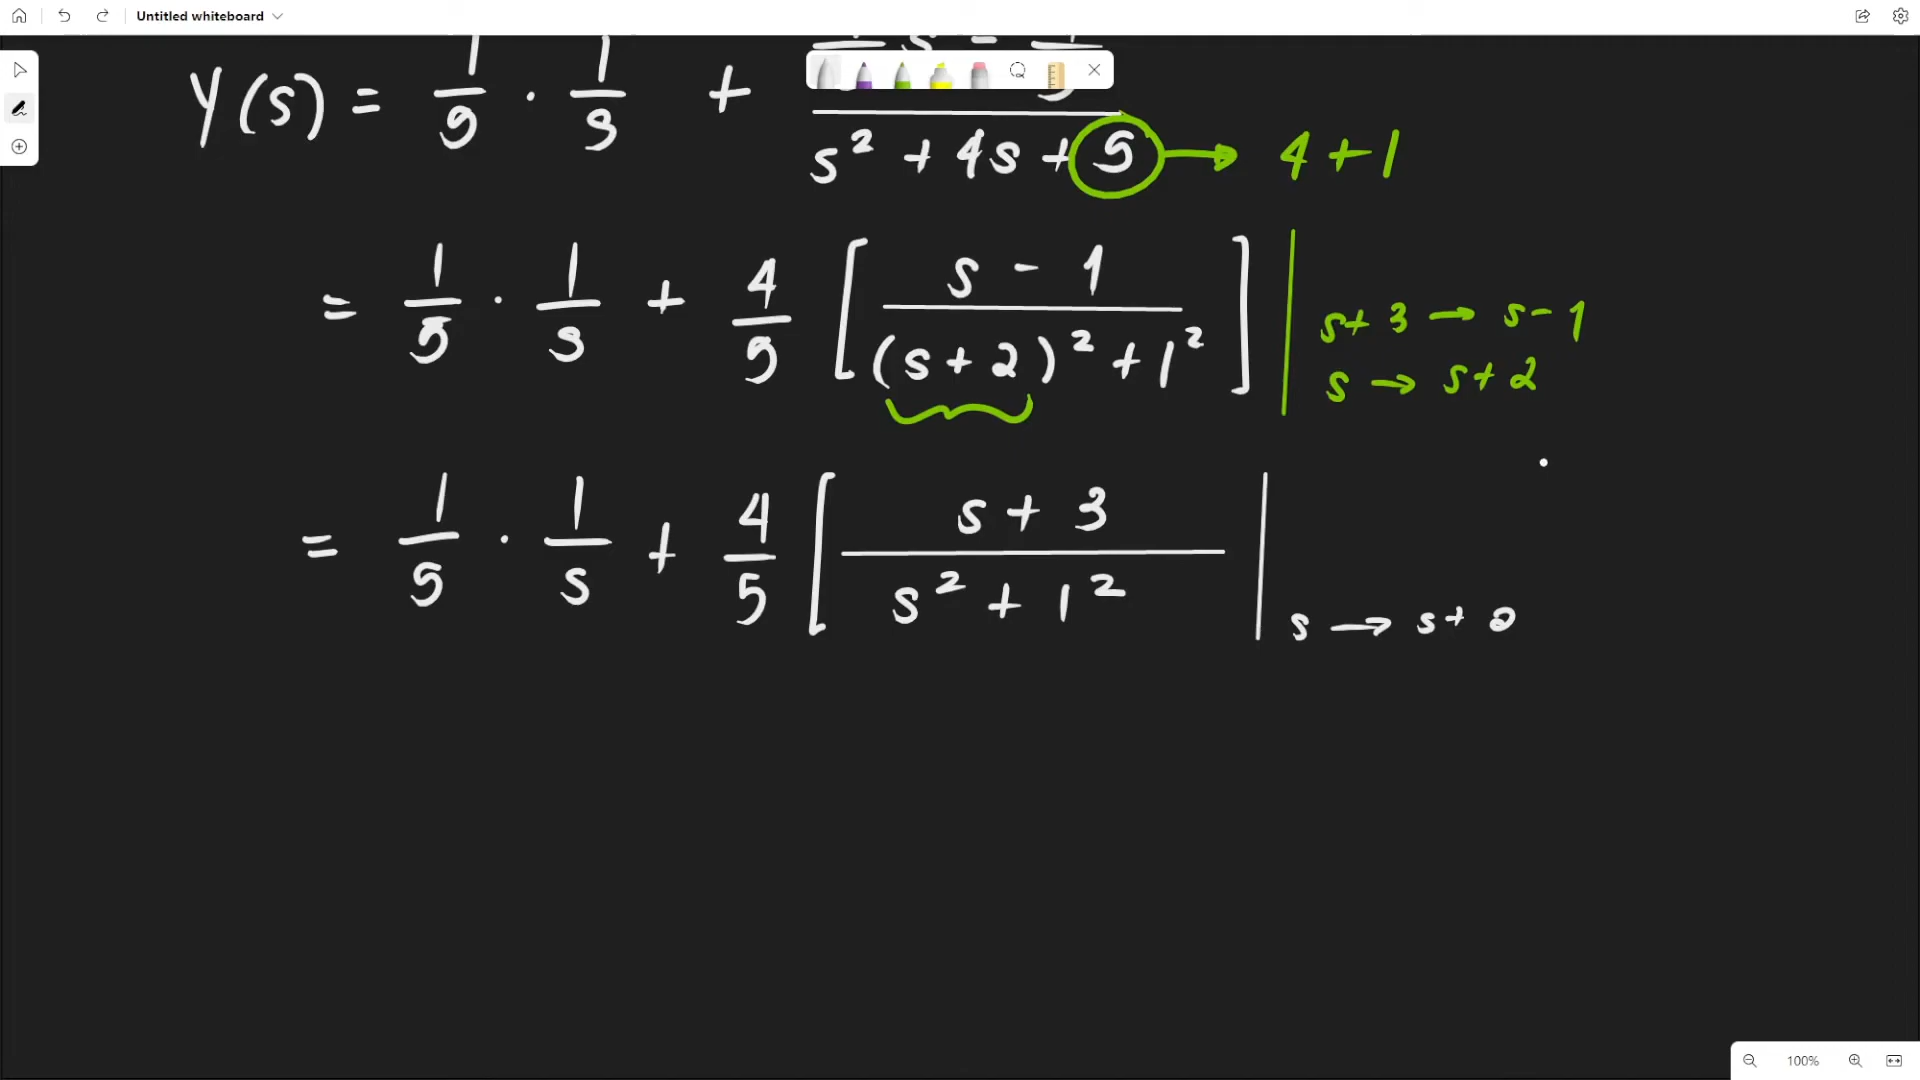 Untitled whiteboard
Y(s) = 1/5 · 1/s + s² + 4s + 5 → 4 + 1
= 1/5 · 1/s + 4/5 [ s - 1 / (s + 2)² + 1² ]
s + 3 → s - 1
s → s + 2
= 1/5 · 1/s + 4/5 [ s + 3 / s² + 1² | s → s + 2
100%